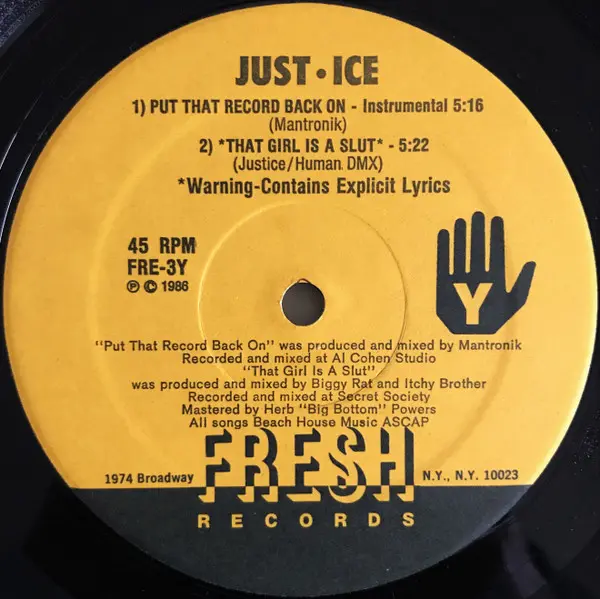 JUST•ICE
1) PUT THAT RECORD BACK ON - Instrumental 5:16
(Mantronik)
2) *THAT GIRL IS A SLUT* - 5:22
(Justice/Human DMX)
*Warning-Contains Explicit Lyrics
45 RPM
FRE-3Y
℗ © 1986
Y
"Put That Record Back On" was produced and mixed by Mantronik
Recorded and mixed at Al Cohen Studio
"That Girl Is A Slut"
was produced and mixed by Biggy Rat and Itchy Brother
Recorded and mixed at Secret Society
Mastered by Herb "Big Bottom" Powers
All songs Beach House Music ASCAP
1974 Broadway
FRESH
N.Y., N.Y. 10023
RECORDS